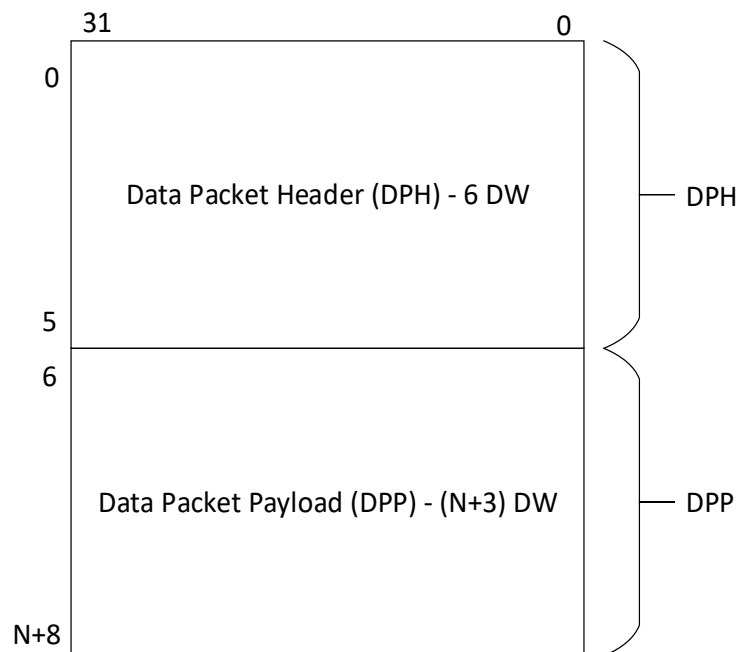 31 0
0
Data Packet Header (DPH) - 6 DW
DPH
5
6
Data Packet Payload (DPP) - (N+3) DW
DPP
N+8